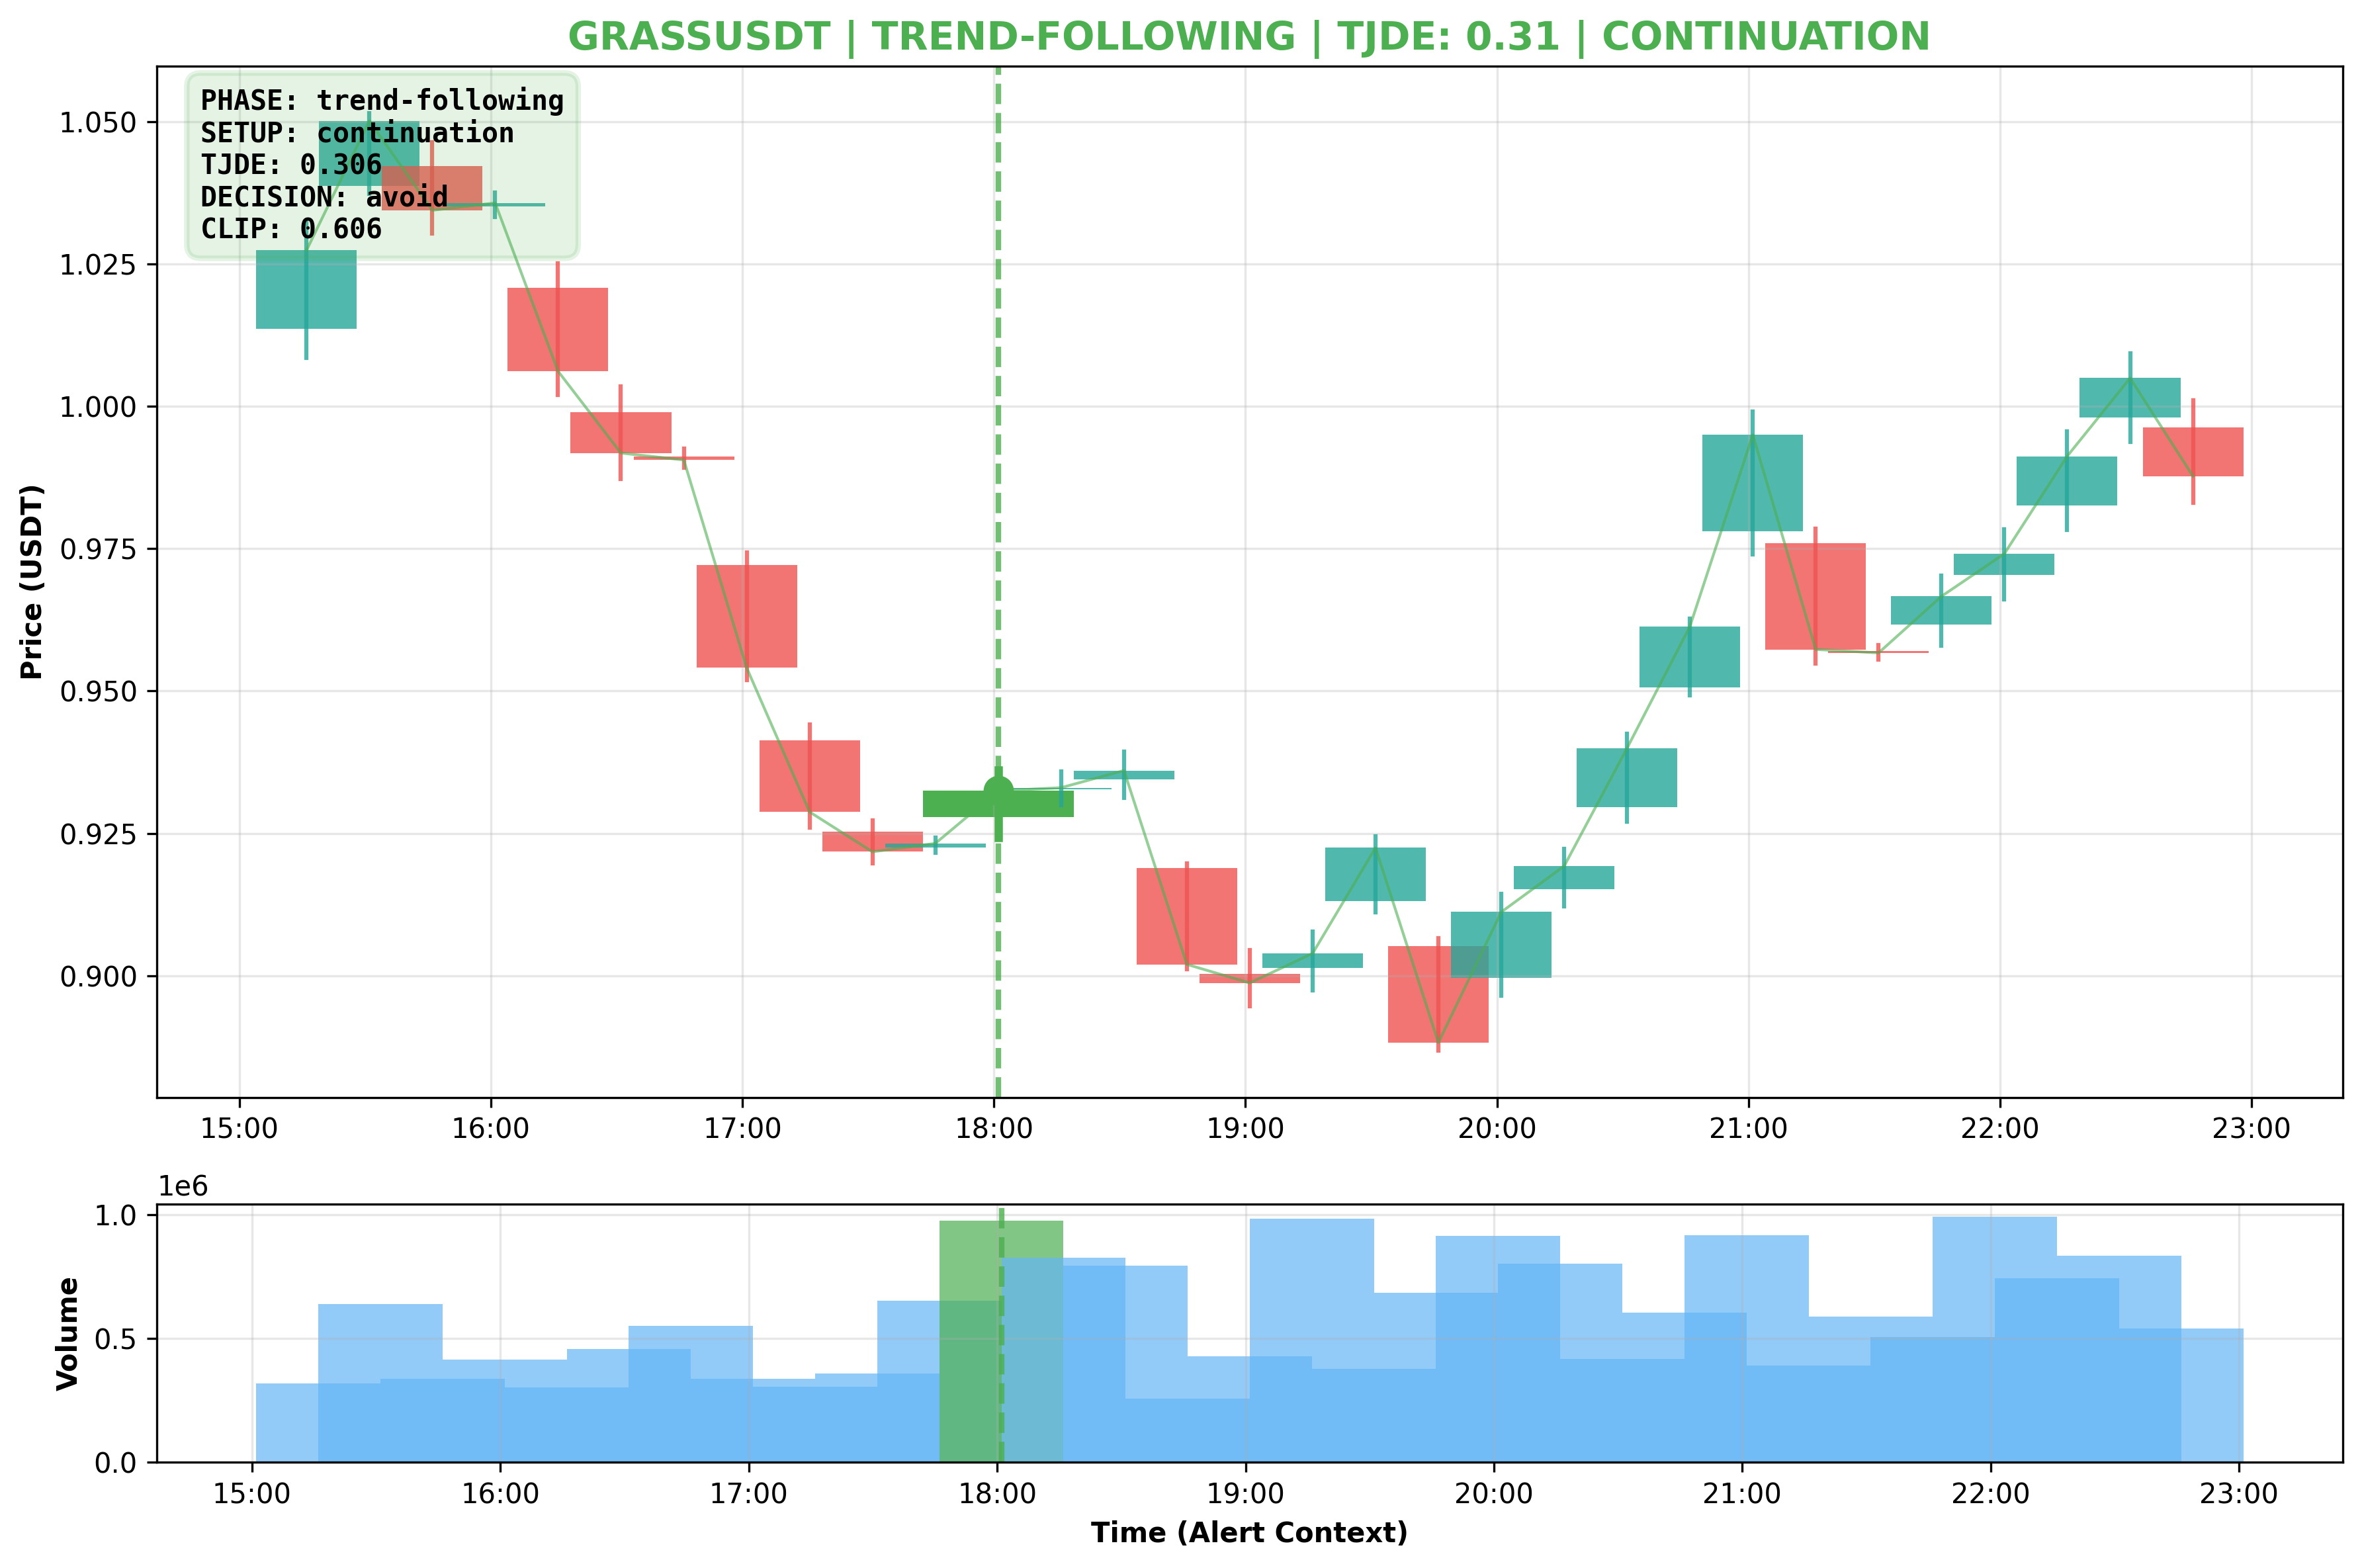 GRASSUSDT | TREND-FOLLOWING | TJDE: 0.31 | CONTINUATION
PHASE: trend-following
SETUP: continuation
TJDE: 0.306
DECISION: avoid
CLIP: 0.606
1.050
1.025
1.000
0.975
0.950
0.925
0.900
Price (USDT)
15:00 16:00 17:00 18:00 19:00 20:00 21:00 22:00 23:00
1e6
1.0
0.5
0.0
Volume
15:00 16:00 17:00 18:00 19:00 20:00 21:00 22:00 23:00
Time (Alert Context)